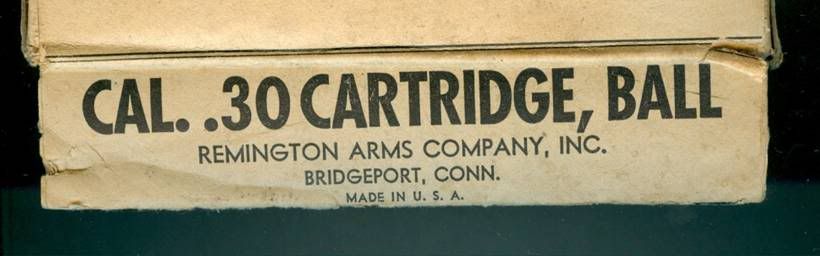 CAL. .30 CARTRIDGE, BALL
REMINGTON ARMS COMPANY, INC.
BRIDGEPORT, CONN.
MADE IN U. S. A.